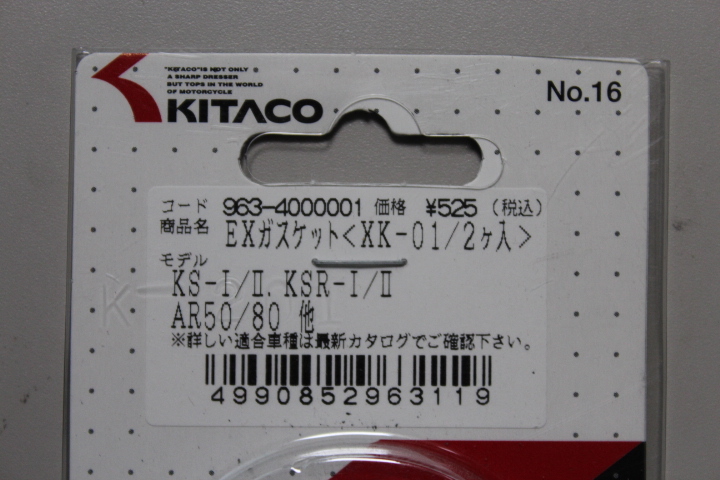 "KITACO" IS NOT ONLY
A SHARP DRESSER
BUT TOPS IN THE WORLD
OF MOTORCYCLE
KITACO
No.16
コード 963-4000001 価格 ¥525 (税込)
商品名 EXガスケット<XK-01/2ヶ入>
モデル
KS-Ⅰ/Ⅱ.KSR-Ⅰ/Ⅱ
AR50/80 他
※詳しい適合車種は最新カタログでご確認下さい。
4990852963119